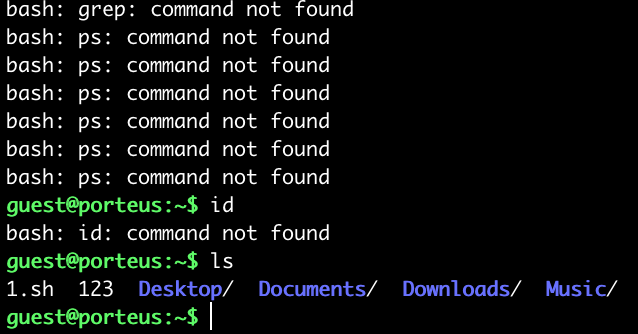 bash: grep: command not found
bash: ps: command not found
bash: ps: command not found
bash: ps: command not found
bash: ps: command not found
bash: ps: command not found
bash: ps: command not found
guest@porteus:~$ id
bash: id: command not found
guest@porteus:~$ ls
1.sh  123  Desktop/  Documents/  Downloads/  Music/
guest@porteus:~$